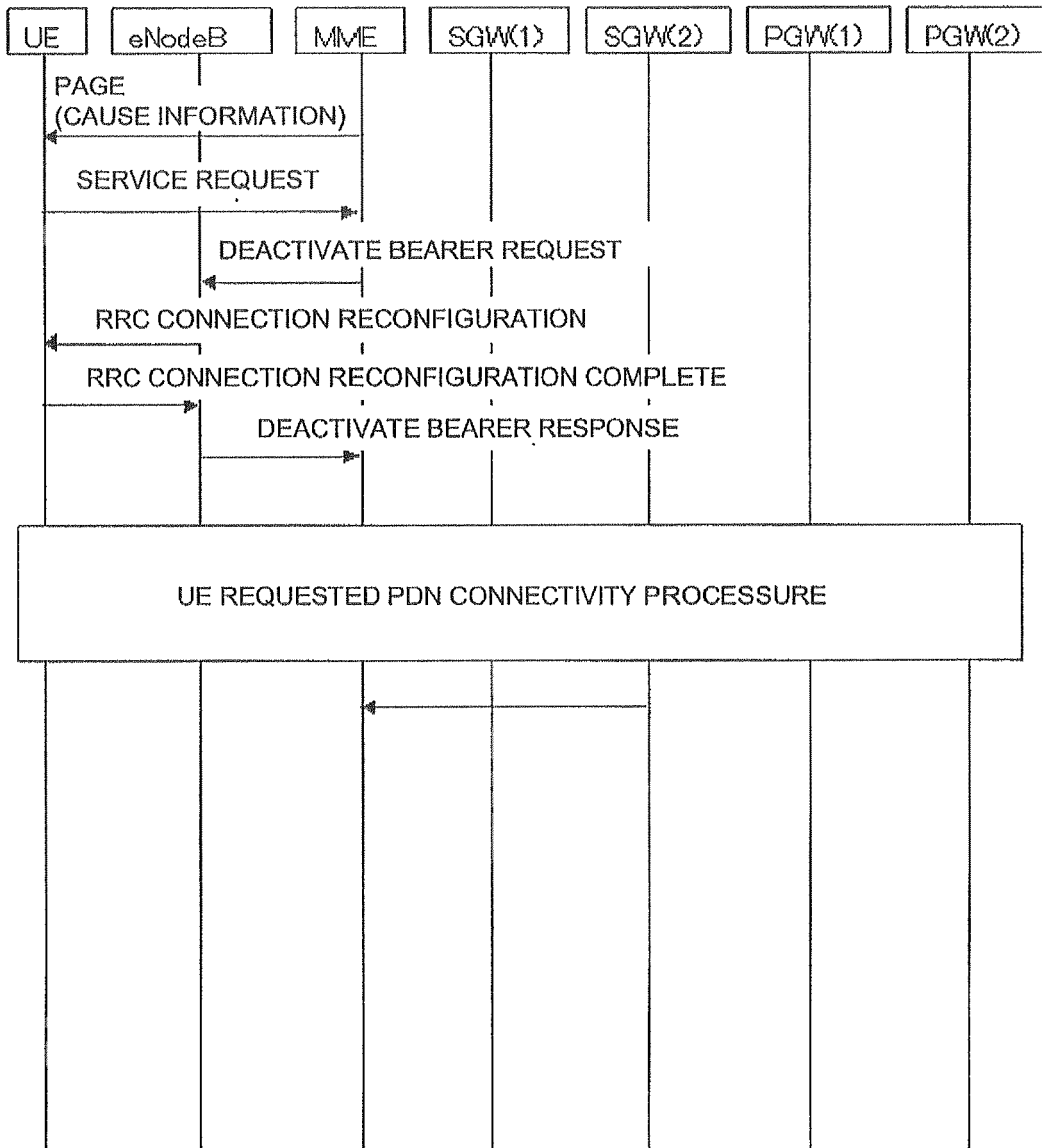 UE eNodeB MME SGW(1) SGW(2) PGW(1) PGW(2)
PAGE
(CAUSE INFORMATION)
SERVICE REQUEST
DEACTIVATE BEARER REQUEST
RRC CONNECTION RECONFIGURATION
RRC CONNECTION RECONFIGURATION COMPLETE
DEACTIVATE BEARER RESPONSE
UE REQUESTED PDN CONNECTIVITY PROCESSURE